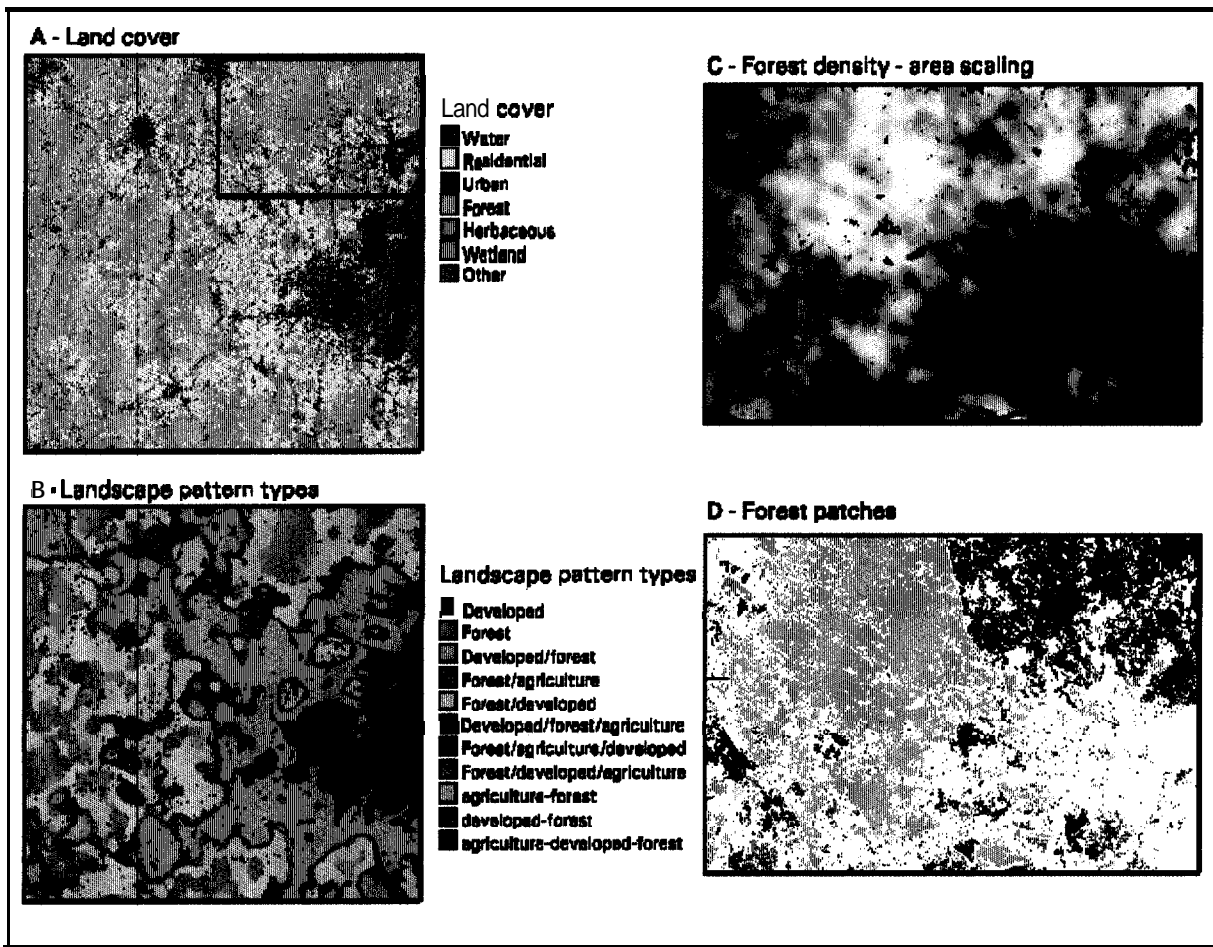 A - Land cover
Land cover
Water
Residential
Urban
Forest
Herbaceous
Wetland
Other
B - Landscape pattern types
Landscape pattern types
Developed
Forest
Developed/forest
Forest/agriculture
Forest/developed
Developed/forest/agriculture
Forest/agriculture/developed
Forest/developed/agriculture
agriculture-forest
developed-forest
agriculture-developed-forest
C - Forest density - area scaling
D - Forest patches